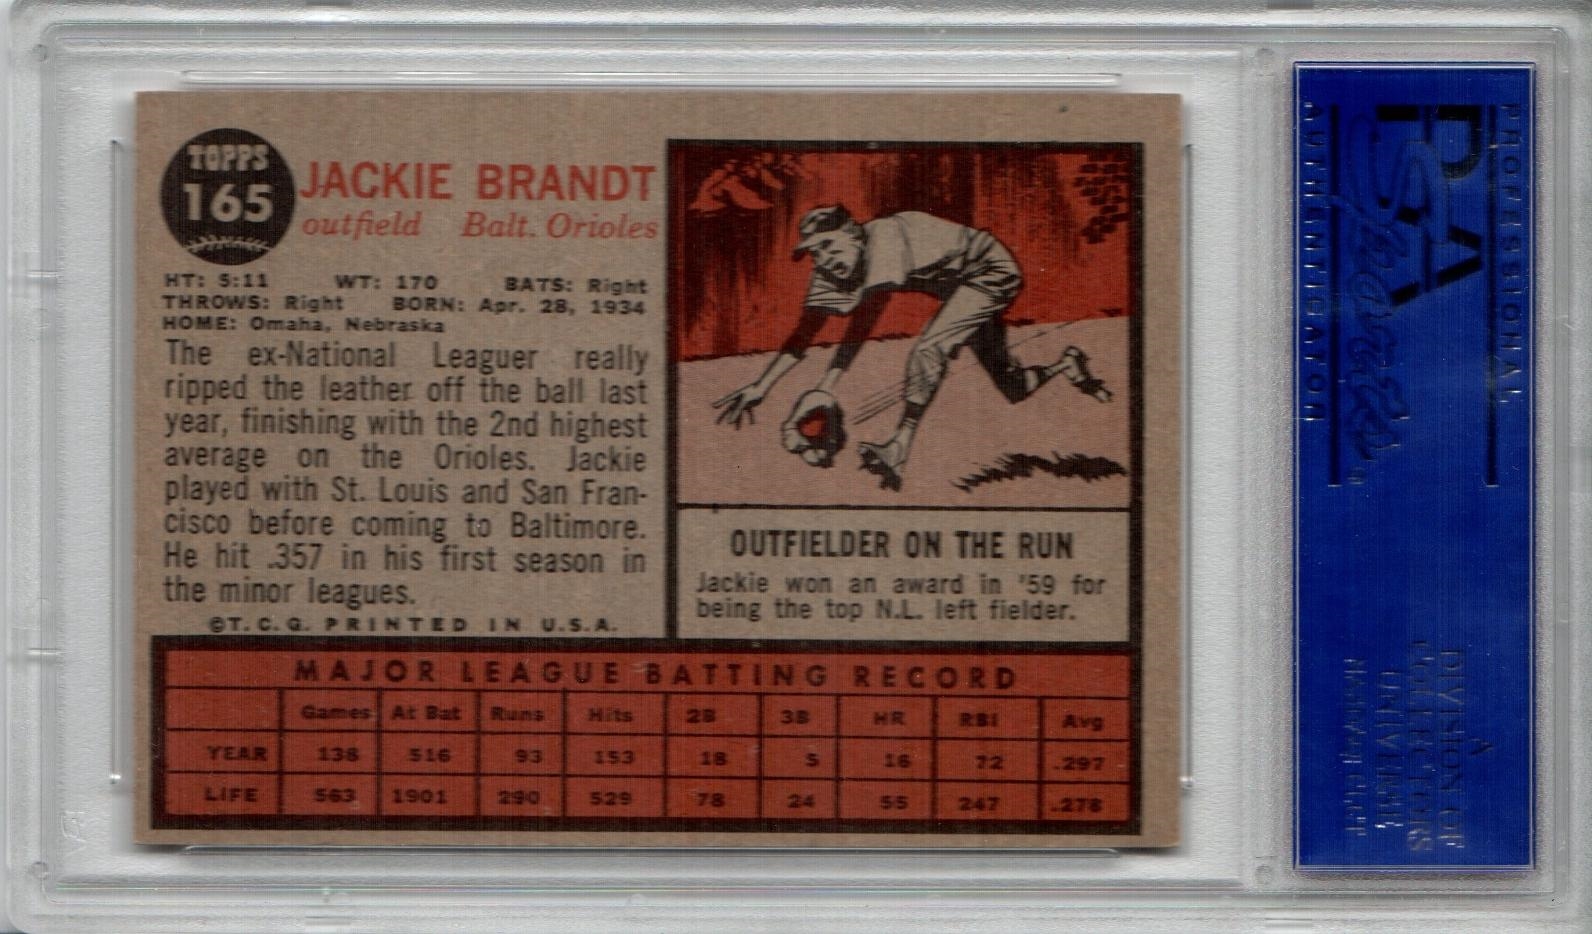 TOPPS
165
JACKIE BRANDT
outfield Balt. Orioles
HT: 5:11 WT: 170 BATS: Right
THROWS: Right BORN: Apr. 28, 1934
HOME: Omaha, Nebraska
The ex-National Leaguer really
ripped the leather off the ball last
year, finishing with the 2nd highest
average on the Orioles. Jackie
played with St. Louis and San Fran-
cisco before coming to Baltimore.
He hit .357 in his first season in
the minor leagues.
©T. C. G. PRINTED IN U.S.A.
OUTFIELDER ON THE RUN
Jackie won an award in '59 for
being the top N.L. left fielder.
MAJOR LEAGUE BATTING RECORD
Games At Bat Runs Hits 2B 3B HR RBI Avg
YEAR 138 516 93 153 18 5 16 72 .297
LIFE 563 1901 290 529 78 24 55 247 .278
PROFESSIONAL
PSA
AUTHENTICATOR
A
DIVISION OF
COLLECTORS
UNIVERSE